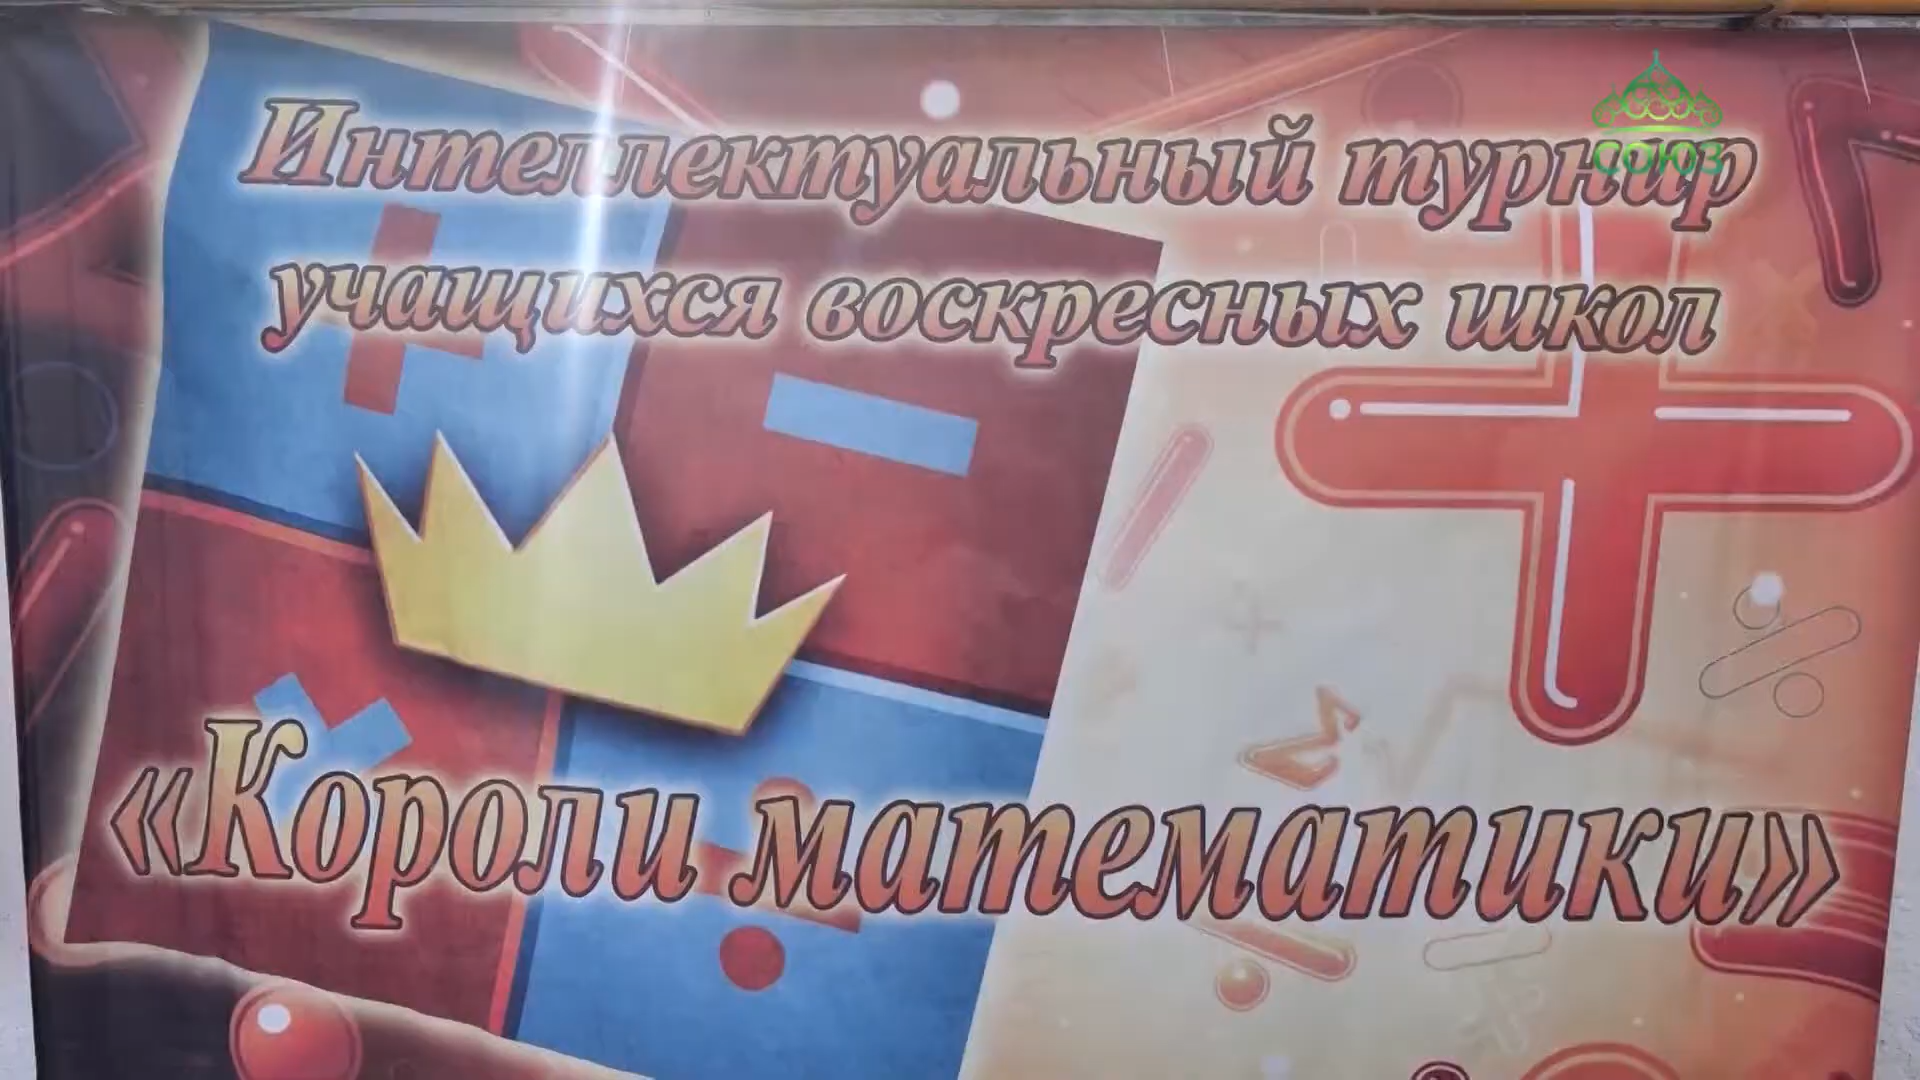 СОЮЗ
Интеллектуальный турнир
учащихся воскресных школ
«Короли математики»